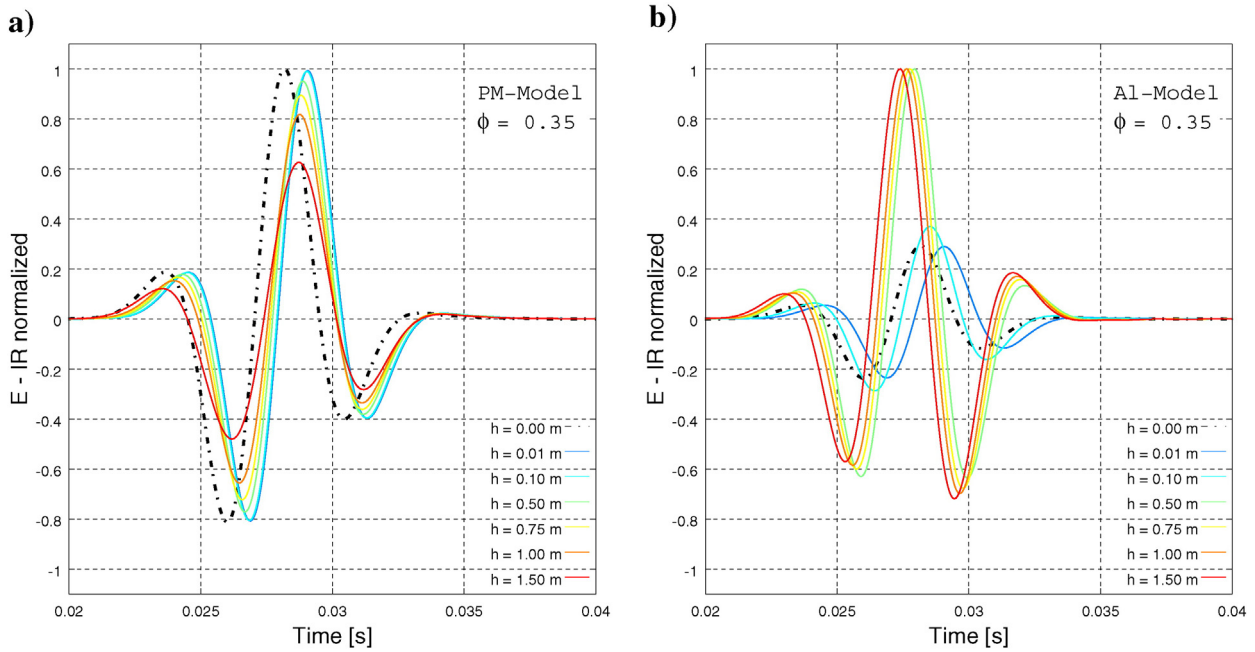 a)
PM-Model
ϕ = 0.35
E - IR normalized
1
0.8
0.6
0.4
0.2
0
-0.2
-0.4
-0.6
-0.8
-1
h = 0.00 m
h = 0.01 m
h = 0.10 m
h = 0.50 m
h = 0.75 m
h = 1.00 m
h = 1.50 m
0.02 0.025 0.03 0.035 0.04
Time [s]
b)
Al-Model
ϕ = 0.35
E - IR normalized
1
0.8
0.6
0.4
0.2
0
-0.2
-0.4
-0.6
-0.8
-1
h = 0.00 m
h = 0.01 m
h = 0.10 m
h = 0.50 m
h = 0.75 m
h = 1.00 m
h = 1.50 m
0.02 0.025 0.03 0.035 0.04
Time [s]